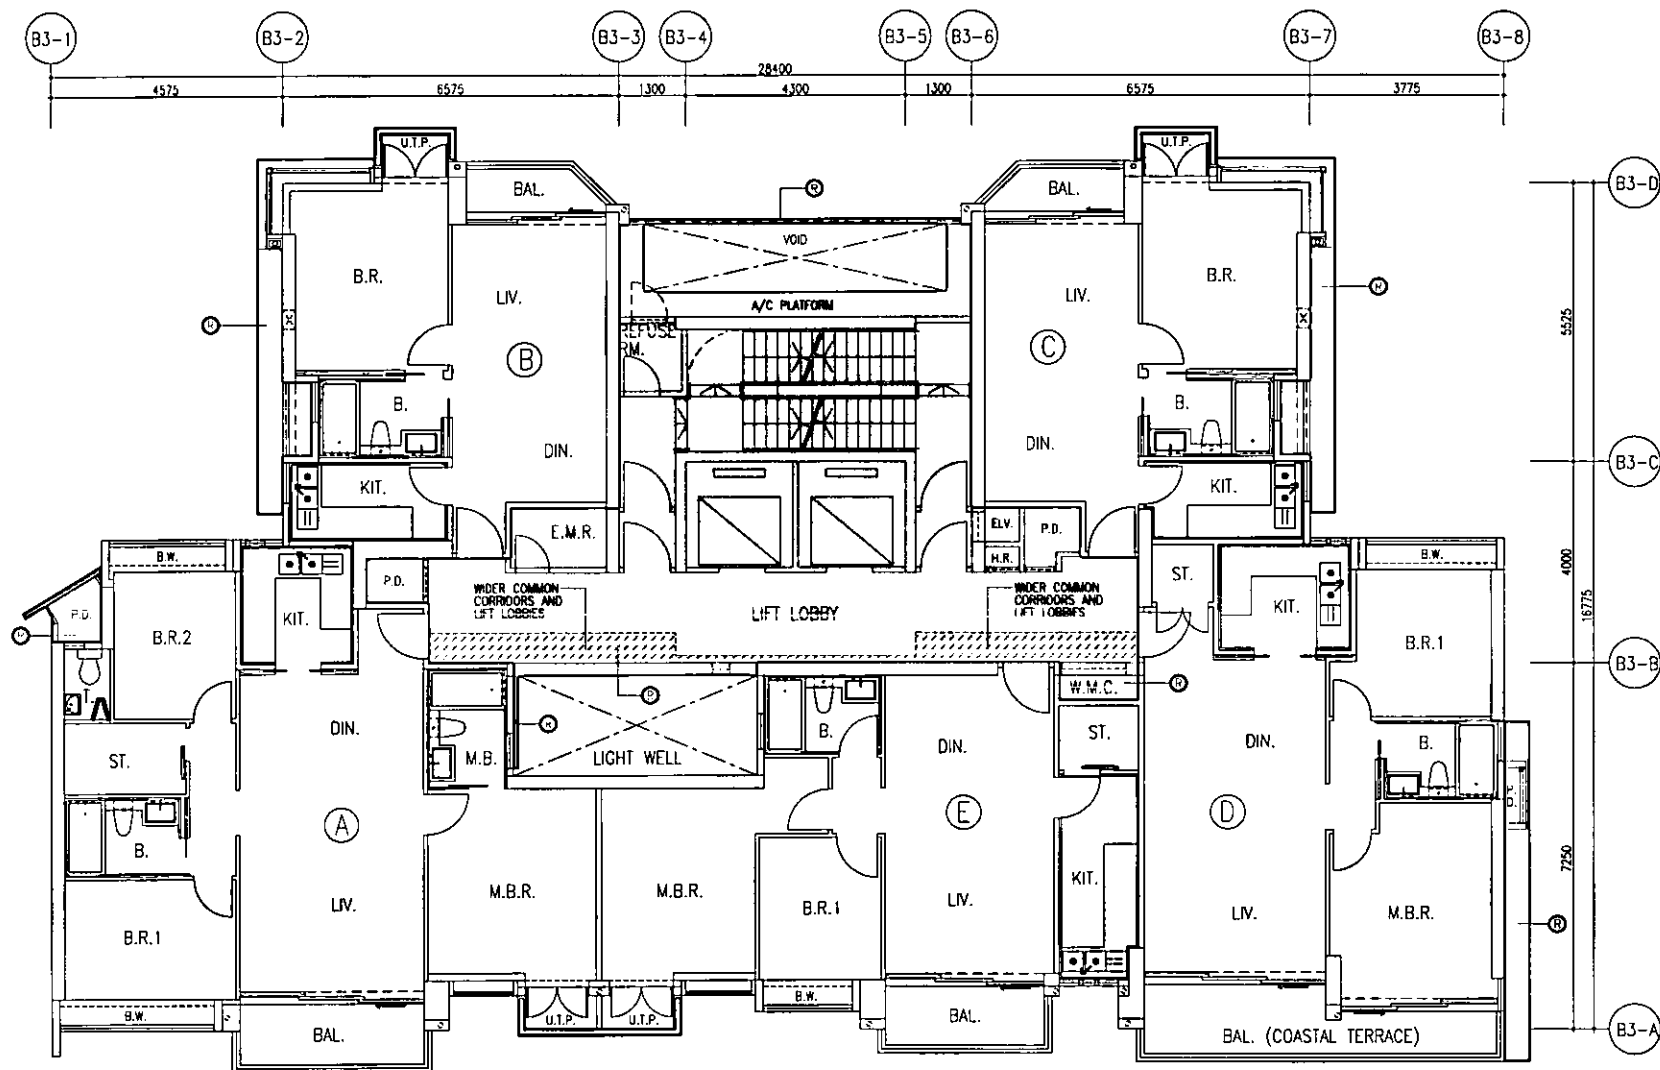 B3-1 B3-2 B3-3 B3-4 B3-5 B3-6 B3-7 B3-8
28400
4575 6575 1300 4300 1300 6575 3775
U.T.P. U.T.P.
BAL. BAL.
R
B3-D
VOID
B.R. LIV. LIV. B.R.
R
A/C PLATFORM
R
5525
REFUSE
RM.
B C
B. B.
DIN. DIN.
B3-C
KIT. KIT.
E.M.R. ELV. P.D.
H.R.
B.W. B.W.
P.D. ST.
4000
16775
WIDER COMMON
CORRIDORS AND
LIFT LOBBIES
WIDER COMMON
CORRIDORS AND
LIFT LOBBIES
LIFT LOBBY
P.D.
KIT. KIT.
R
B.R.2 B.R.1
B3-B
T.
R
W.M.C. R
R
DIN. B. ST. DIN. B.
ST. M.B. LIGHT WELL DIN.
A E D
B.
7250
M.B.R. M.B.R. B.R.1 KIT.
LIV. LIV. LIV. M.B.R.
B.R.1
R
B.W. U.T.P. U.T.P. B.W.
BAL. BAL. BAL. (COASTAL TERRACE)
B3-A